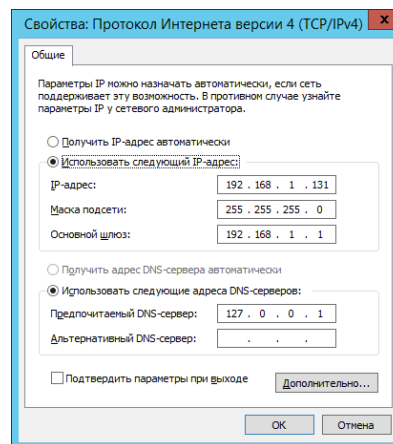 Свойства: Протокол Интернета версии 4 (TCP/IPv4) x
Общие
Параметры IP можно назначать автоматически, если сеть
поддерживает эту возможность. В противном случае узнайте
параметры IP у сетевого администратора.
Получить IP-адрес автоматически
Использовать следующий IP-адрес:
IP-адрес: 192 . 168 . 1 . 131
Маска подсети: 255 . 255 . 255 . 0
Основной шлюз: 192 . 168 . 1 . 1
Получить адрес DNS-сервера автоматически
Использовать следующие адреса DNS-серверов:
Предпочитаемый DNS-сервер: 127 . 0 . 0 . 1
Альтернативный DNS-сервер: . . .
Подтвердить параметры при выходе
Дополнительно...
ОК Отмена